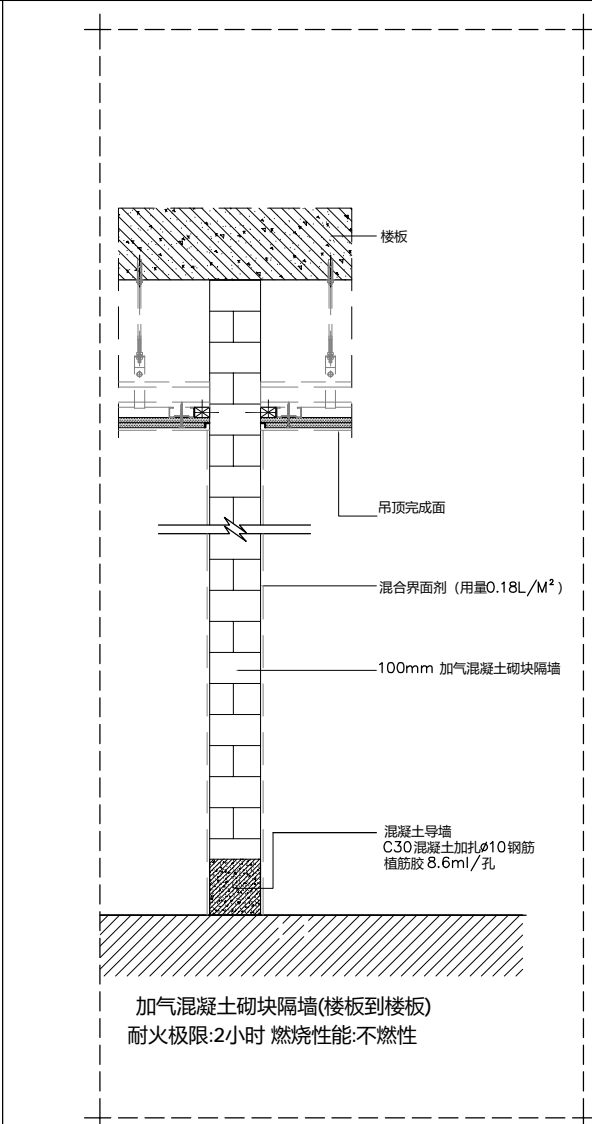 楼板
吊顶完成面
混合界面剂（用量0.18L/M²）
100mm 加气混凝土砌块隔墙
混凝土导墙
C30混凝土加扎ø10钢筋
植筋胶 8.6ml/孔
加气混凝土砌块隔墙(楼板到楼板)
耐火极限:2小时 燃烧性能:不燃性